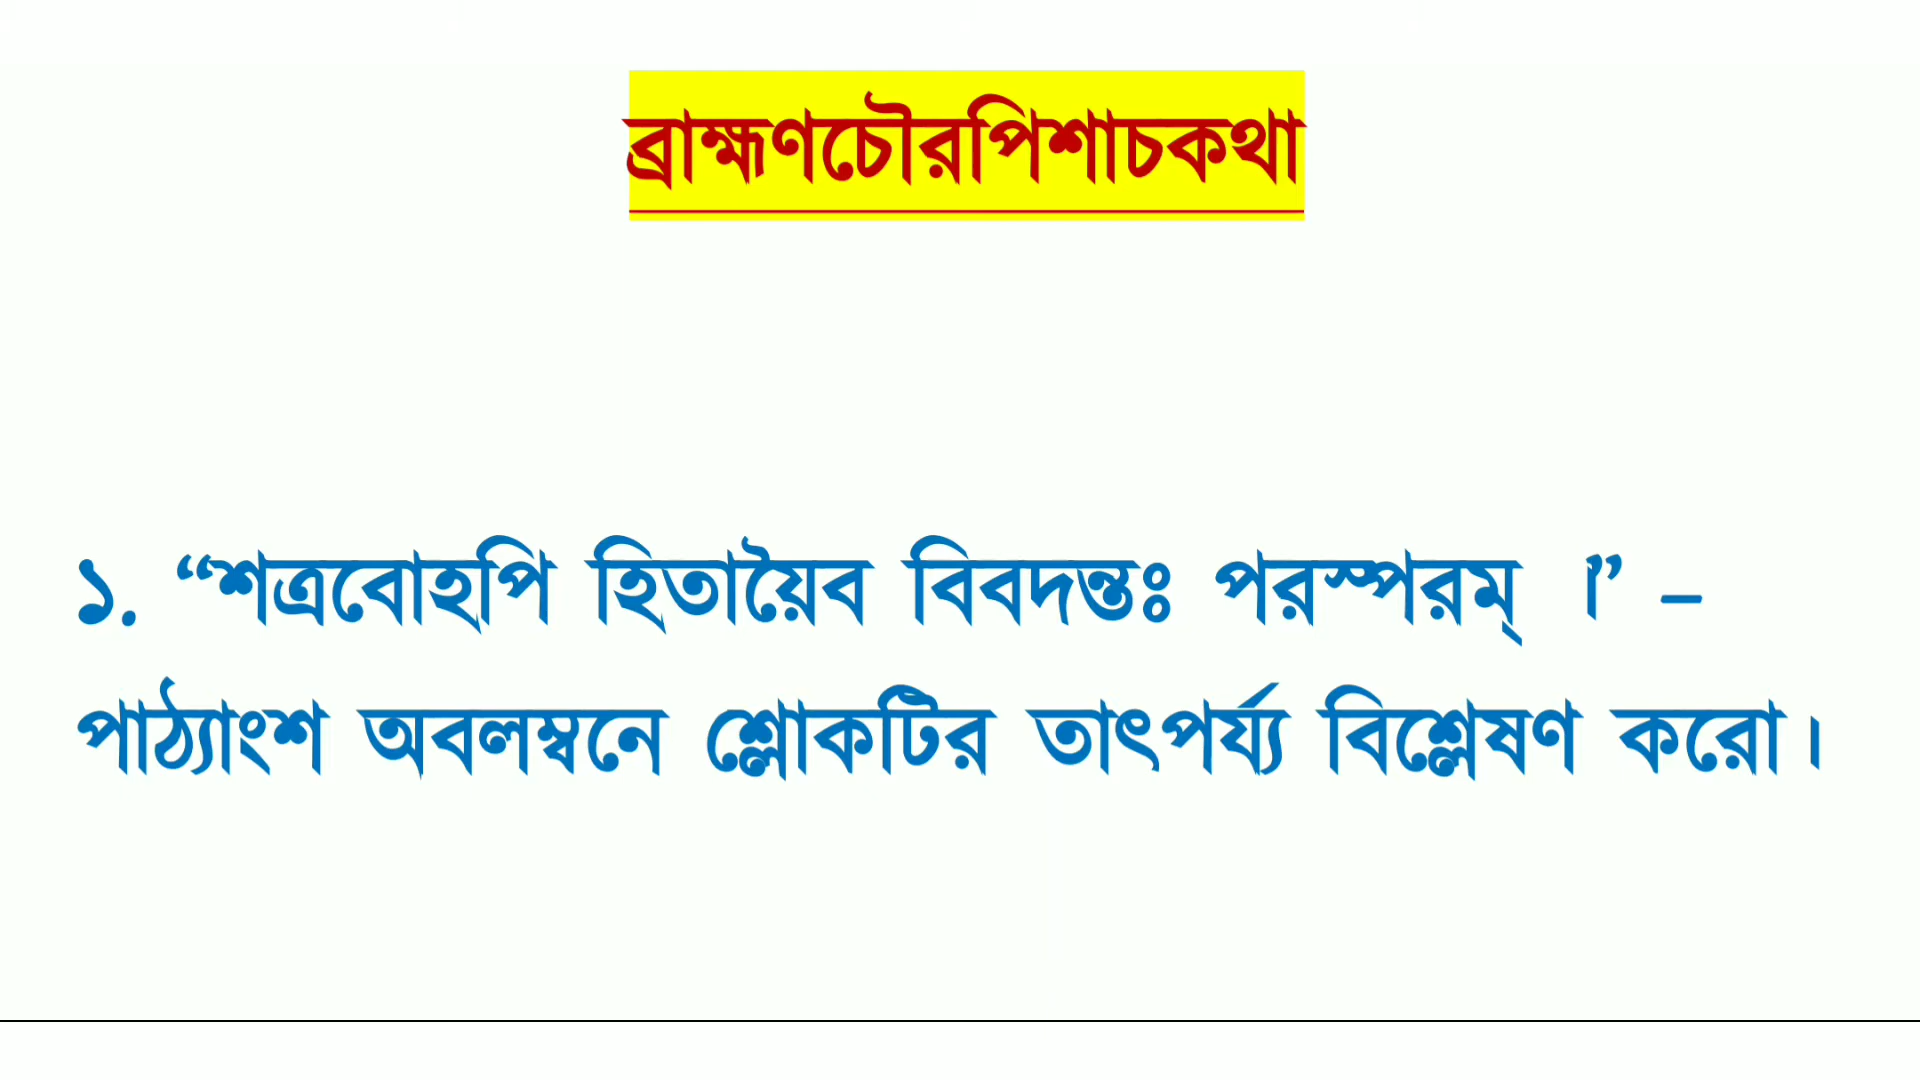 ব্রাহ্মণচৌরপিশাচকথা
১. “শত্রবোহপি হিতায়ৈব বিবদন্তঃ পরস্পরম্ ।” –
পাঠ্যাংশ অবলম্বনে শ্লোকটির তাৎপর্য্য বিশ্লেষণ করো।